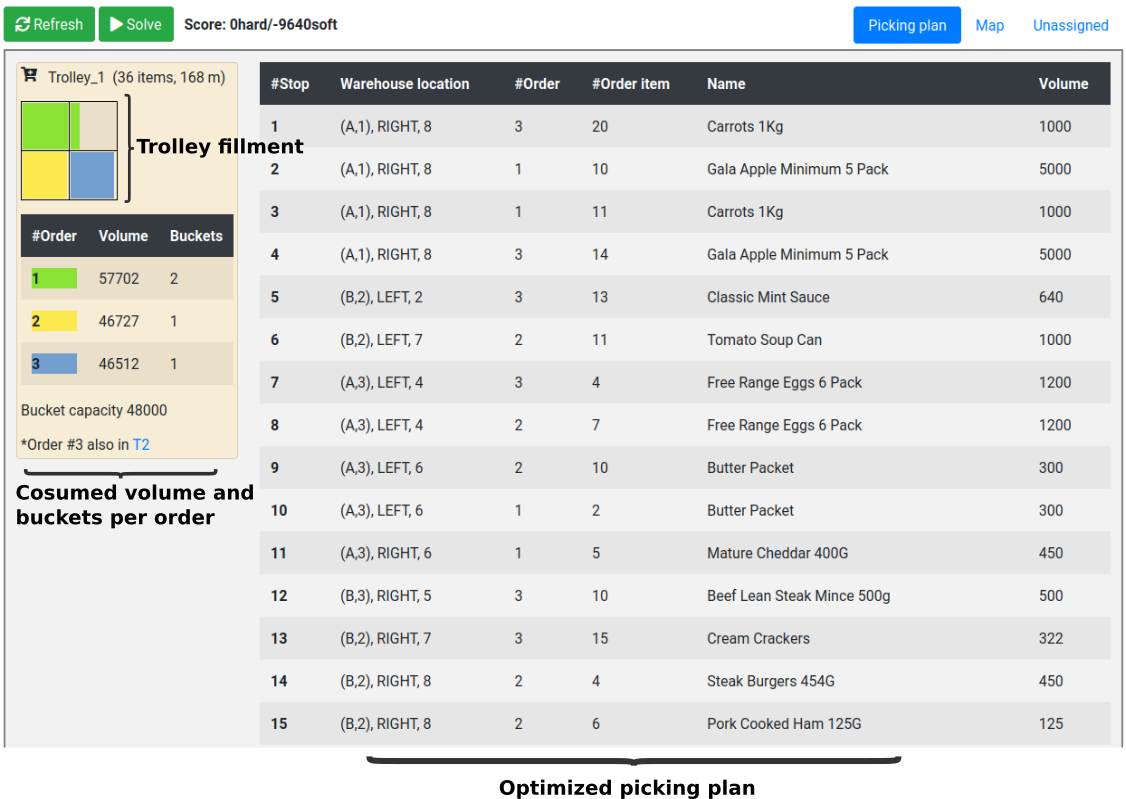 Refresh Solve Score: 0hard/-9640soft Picking plan Map Unassigned
Trolley_1 (36 items, 168 m)
Trolley fillment
#Order Volume Buckets
1 57702 2
2 46727 1
3 46512 1
Bucket capacity 48000
*Order #3 also in T2
Cosumed volume and
buckets per order
#Stop Warehouse location #Order #Order item Name Volume
1 (A,1), RIGHT, 8 3 20 Carrots 1Kg 1000
2 (A,1), RIGHT, 8 1 10 Gala Apple Minimum 5 Pack 5000
3 (A,1), RIGHT, 8 1 11 Carrots 1Kg 1000
4 (A,1), RIGHT, 8 3 14 Gala Apple Minimum 5 Pack 5000
5 (B,2), LEFT, 2 3 13 Classic Mint Sauce 640
6 (B,2), LEFT, 7 2 11 Tomato Soup Can 1000
7 (A,3), LEFT, 4 3 4 Free Range Eggs 6 Pack 1200
8 (A,3), LEFT, 4 2 7 Free Range Eggs 6 Pack 1200
9 (A,3), LEFT, 6 2 10 Butter Packet 300
10 (A,3), LEFT, 6 1 2 Butter Packet 300
11 (A,3), RIGHT, 6 1 5 Mature Cheddar 400G 450
12 (B,3), RIGHT, 5 3 10 Beef Lean Steak Mince 500g 500
13 (B,2), RIGHT, 7 3 15 Cream Crackers 322
14 (B,2), RIGHT, 8 2 4 Steak Burgers 454G 450
15 (B,2), RIGHT, 8 2 6 Pork Cooked Ham 125G 125
Optimized picking plan